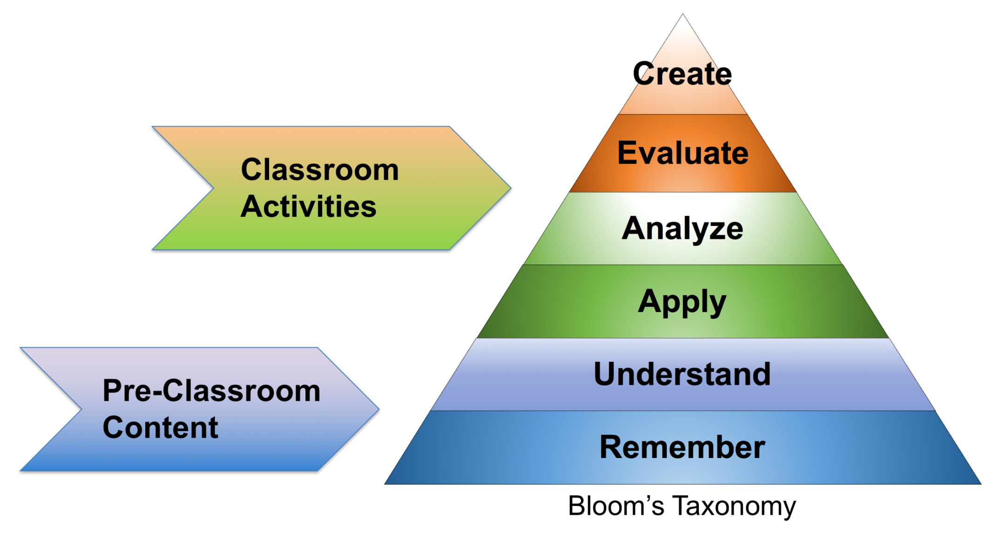 Create
Evaluate
Classroom
Activities
Analyze
Apply
Understand
Pre-Classroom
Content
Remember
Bloom’s Taxonomy